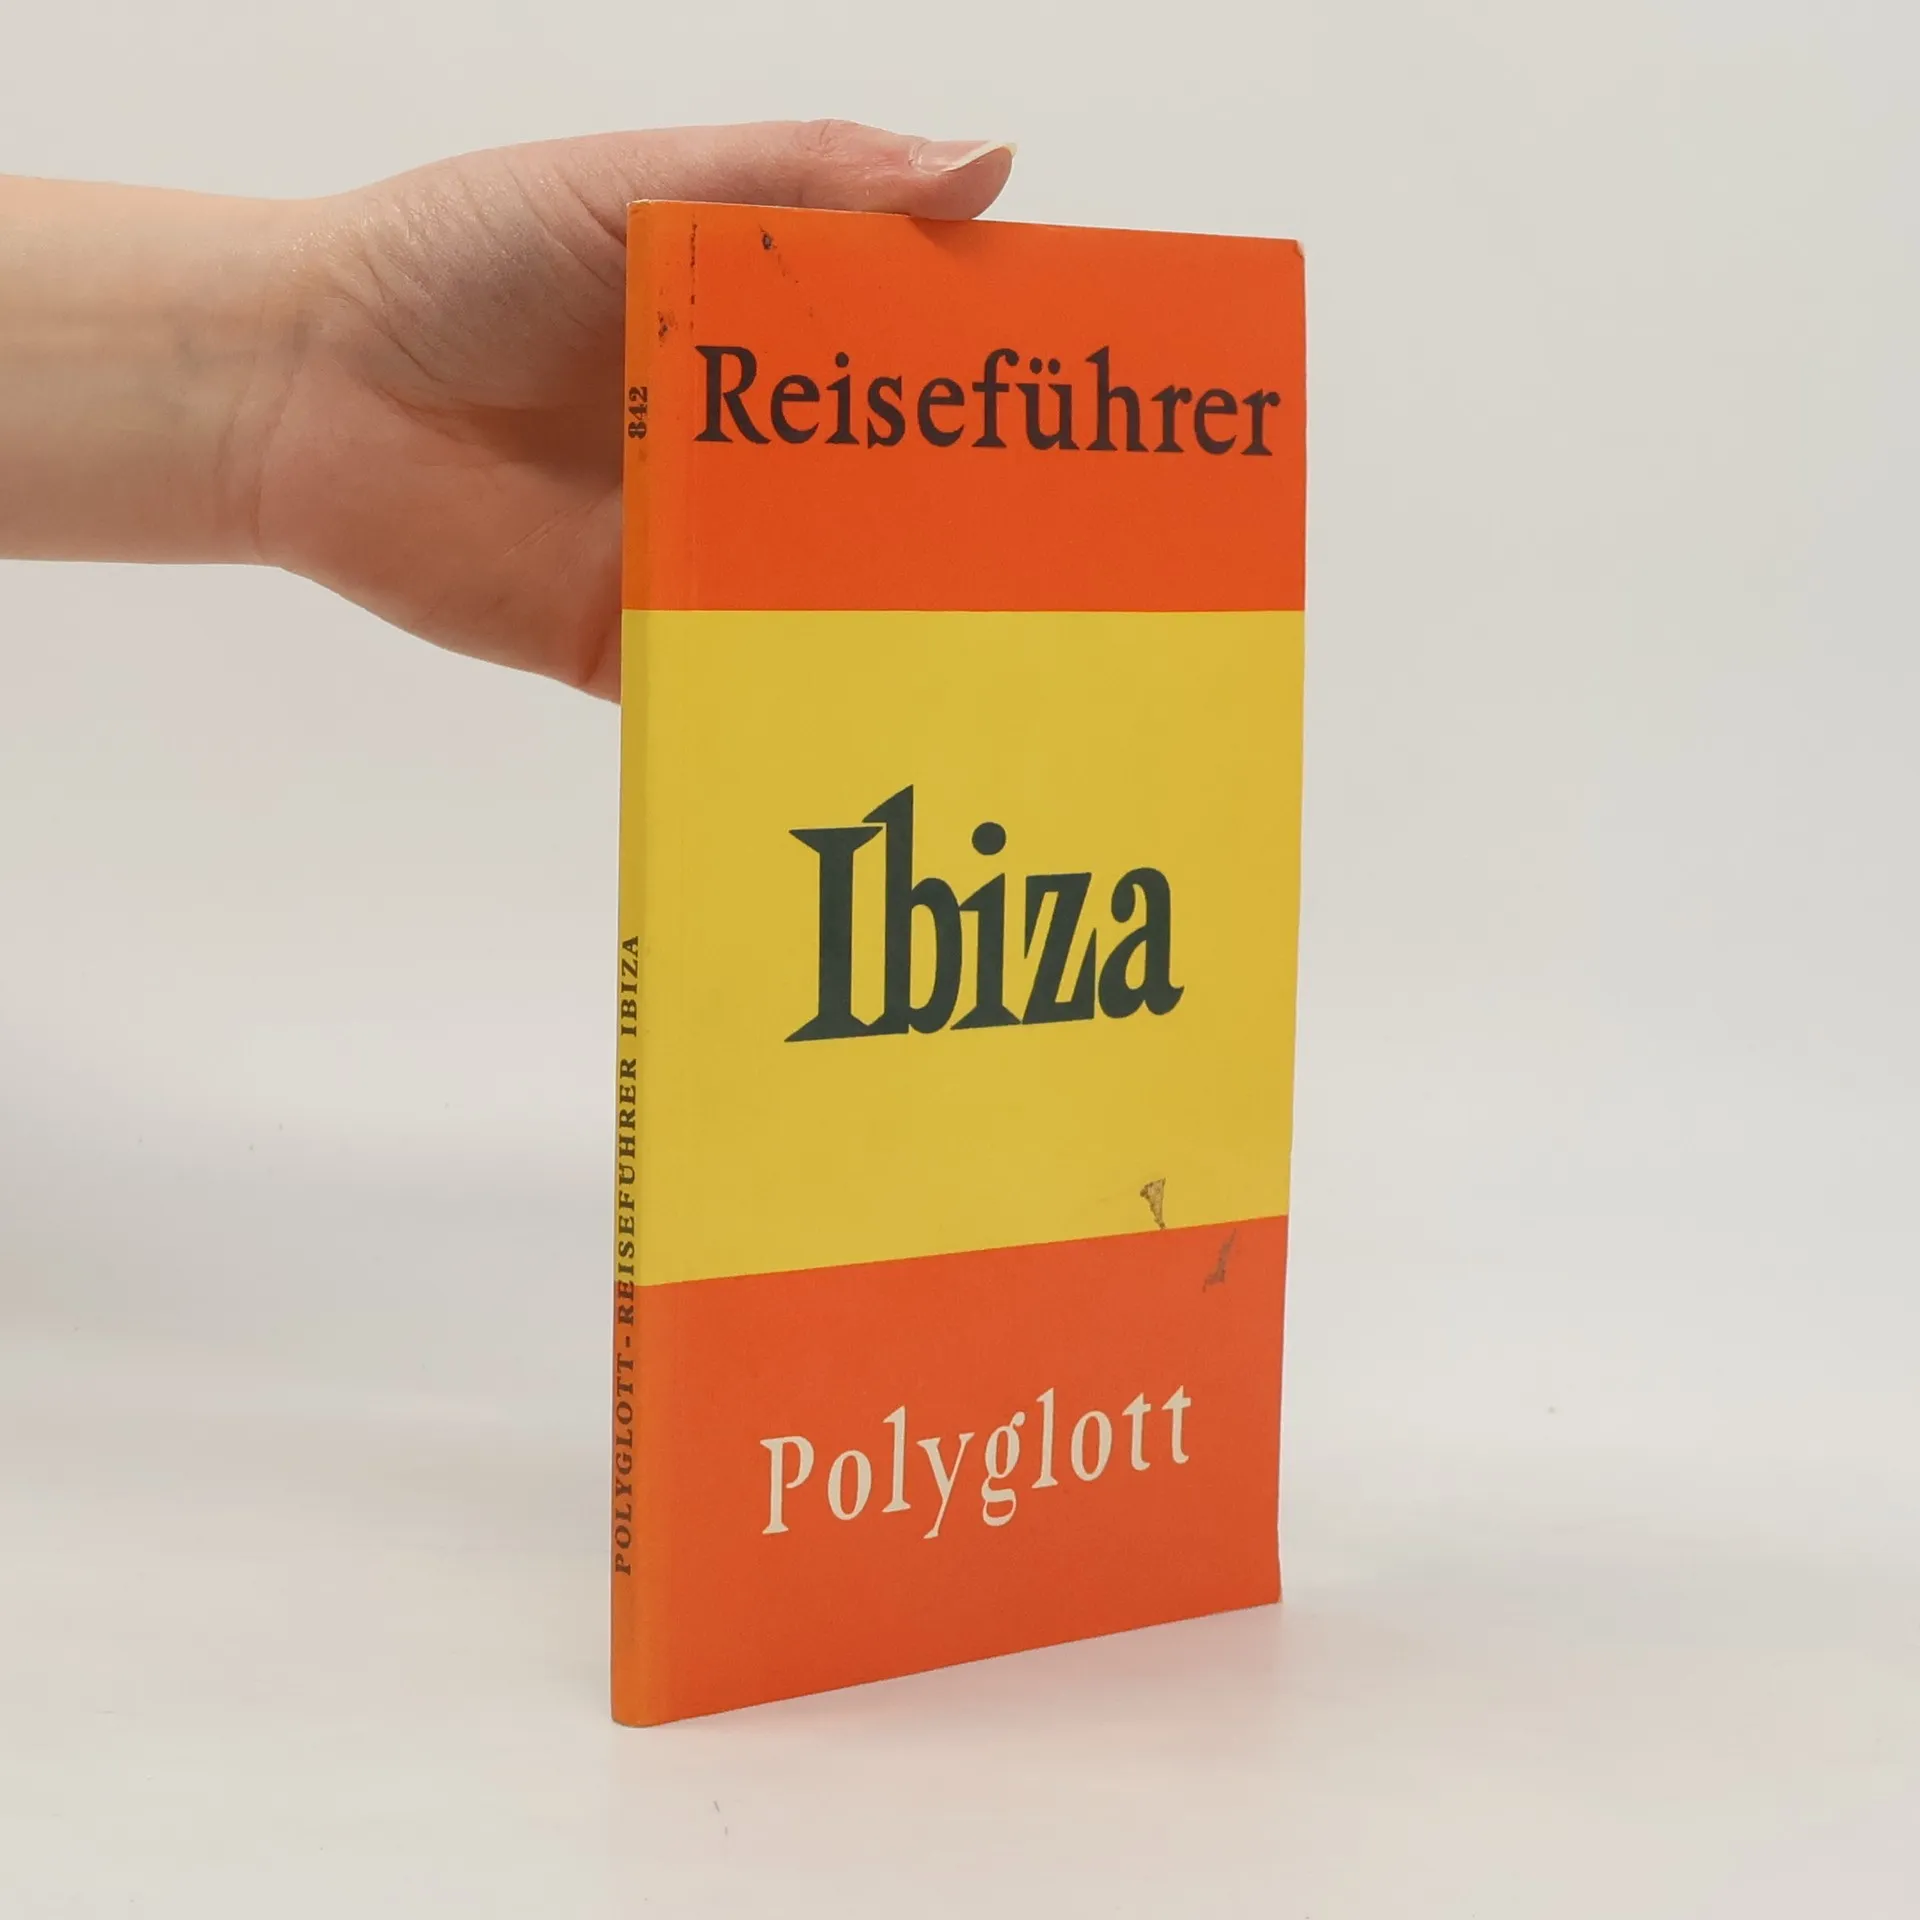 Reiseführer
Ibiza
Polyglott
842
POLYGLOTT-REISEFÜHRER IBIZA